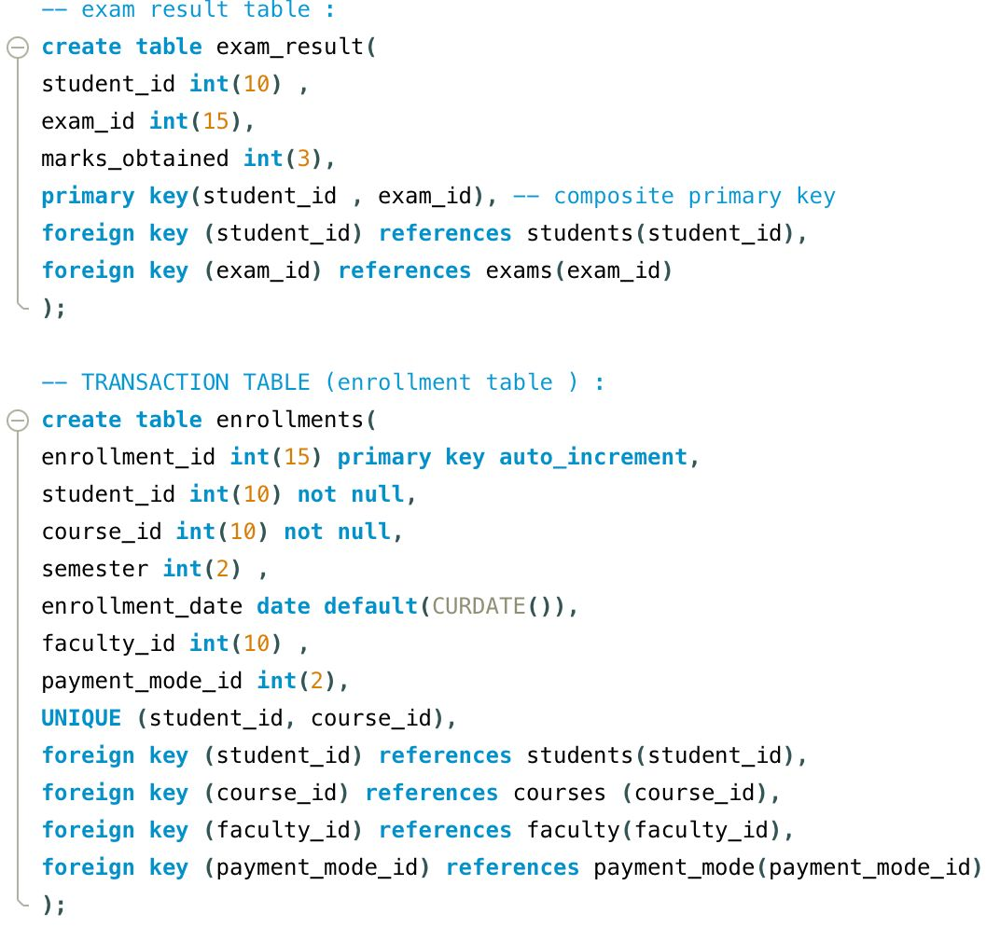 -- exam result table :
create table exam_result(
student_id int(10) ,
exam_id int(15),
marks_obtained int(3),
primary key(student_id , exam_id), -- composite primary key
foreign key (student_id) references students(student_id),
foreign key (exam_id) references exams(exam_id)
);
-- TRANSACTION TABLE (enrollment table ) :
create table enrollments(
enrollment_id int(15) primary key auto_increment,
student_id int(10) not null,
course_id int(10) not null,
semester int(2) ,
enrollment_date date default(CURDATE()),
faculty_id int(10) ,
payment_mode_id int(2),
UNIQUE (student_id, course_id),
foreign key (student_id) references students(student_id),
foreign key (course_id) references courses (course_id),
foreign key (faculty_id) references faculty(faculty_id),
foreign key (payment_mode_id) references payment_mode(payment_mode_id)
);